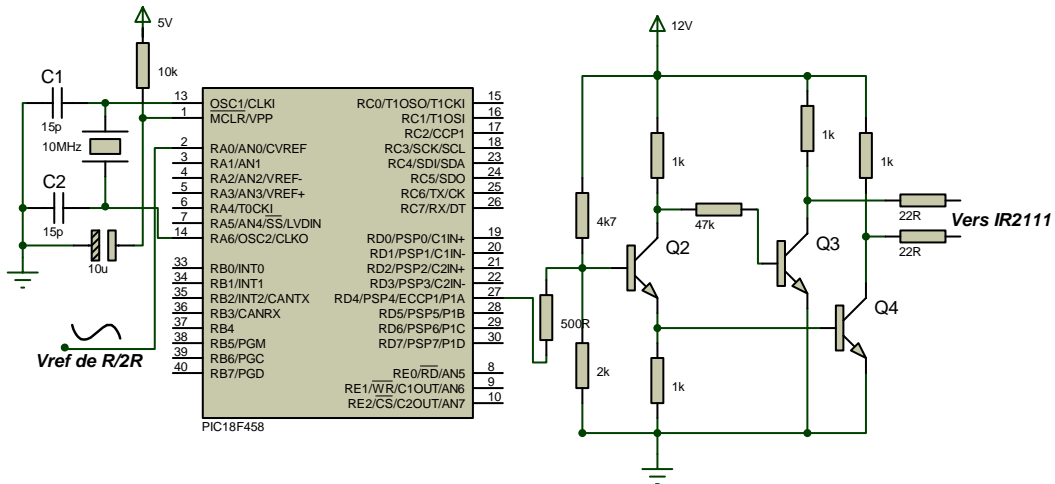 5V
10k
C1
15p
10MHz
C2
15p
10u
Vref de R/2R
13 OSC1/CLKI
1 MCLR/VPP
2 RA0/AN0/CVREF
3 RA1/AN1
4 RA2/AN2/VREF-
5 RA3/AN3/VREF+
6 RA4/T0CKI
7 RA5/AN4/SS/LVDIN
14 RA6/OSC2/CLKO
33 RB0/INT0
34 RB1/INT1
35 RB2/INT2/CANTX
36 RB3/CANRX
37 RB4
38 RB5/PGM
39 RB6/PGC
40 RB7/PGD
RC0/T1OSO/T1CKI 15
RC1/T1OSI 16
RC2/CCP1 17
RC3/SCK/SCL 18
RC4/SDI/SDA 23
RC5/SDO 24
RC6/TX/CK 25
RC7/RX/DT 26
RD0/PSP0/C1IN+ 19
RD1/PSP1/C1IN- 20
RD2/PSP2/C2IN+ 21
RD3/PSP3/C2IN- 22
RD4/PSP4/ECCP1/P1A 27
RD5/PSP5/P1B 28
RD6/PSP6/P1C 29
RD7/PSP7/P1D 30
RE0/RD/AN5 8
RE1/WR/C1OUT/AN6 9
RE2/CS/C2OUT/AN7 10
PIC18F458
12V
1k
1k
1k
4k7
47k
22R
22R
Vers IR2111
Q2
Q3
Q4
500R
2k
1k